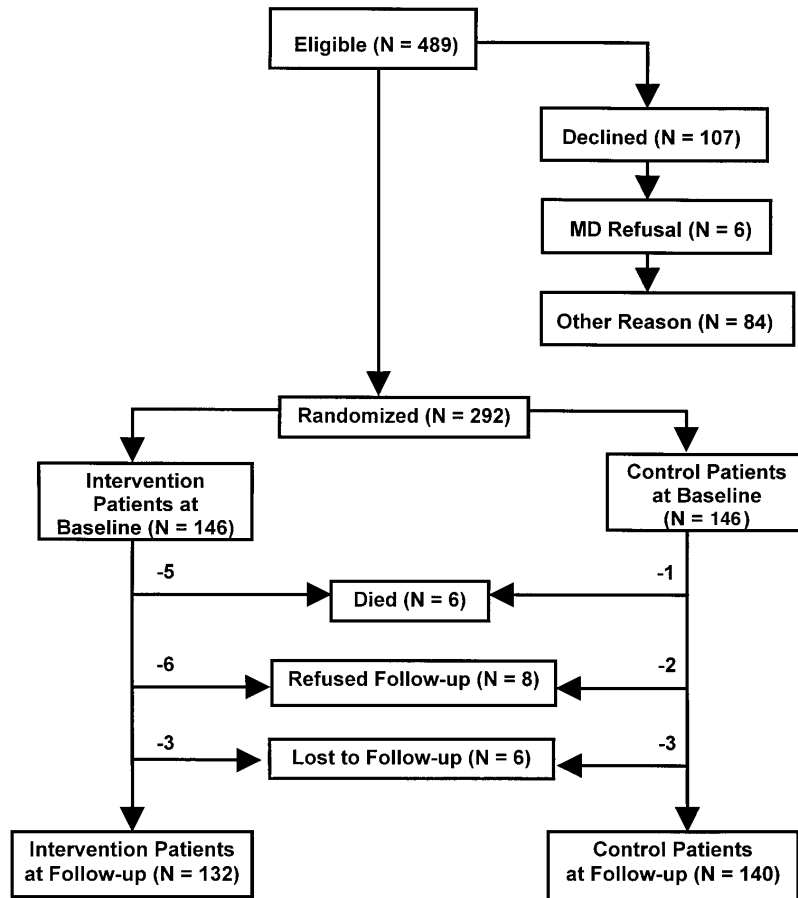 Eligible (N = 489)
Declined (N = 107)
MD Refusal (N = 6)
Other Reason (N = 84)
Randomized (N = 292)
Intervention
Patients at
Baseline (N = 146)
Control Patients
at Baseline
(N = 146)
-5
-1
Died (N = 6)
-6
-2
Refused Follow-up (N = 8)
-3
-3
Lost to Follow-up (N = 6)
Intervention Patients
at Follow-up (N = 132)
Control Patients
at Follow-up (N = 140)